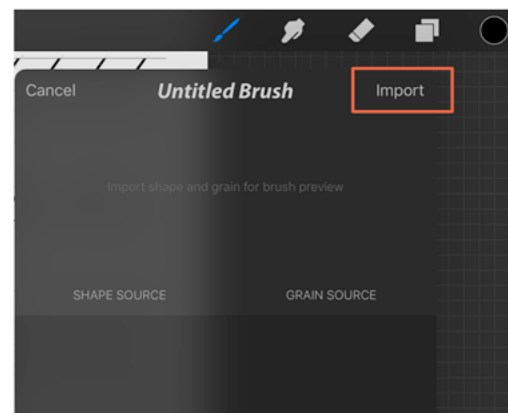 Cancel Untitled Brush Import
Import shape and grain for brush preview
SHAPE SOURCE GRAIN SOURCE